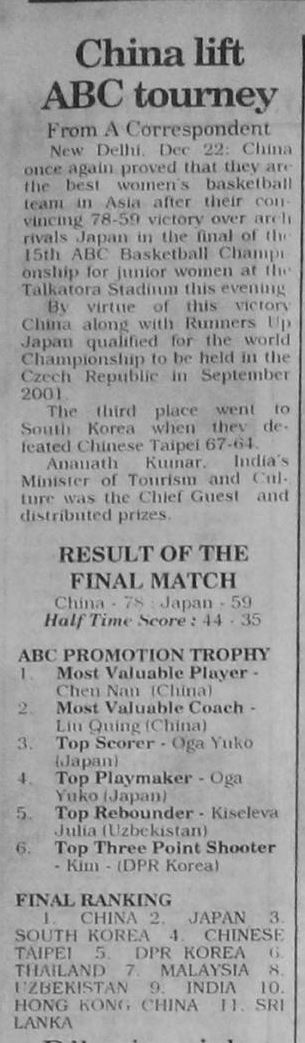 China lift
ABC tourney
From A Correspondent
New Delhi, Dec 22: China
once again proved that they are
the best women's basketball
team in Asia after their con-
vincing 78-59 victory over arch
rivals Japan in the final of the
15th ABC Basketball Champi
onship for junior women at the
Talkatora Stadium this evening
By virtue of this victory
China along with Runners Up
Japan qualified for the world
Championship to be held in the
Czech Republic in September
2001.
The third place went to
South Korea when they de-
feated Chinese Taipei 67-64.
Ananath Kumar, India's
Minister of Tourism and Cul-
ture was the Chief Guest and
distributed prizes.
RESULT OF THE
FINAL MATCH
China - 78 : Japan - 59
Half Time Score : 44 - 35
ABC PROMOTION TROPHY
1. Most Valuable Player -
Chen Nan (China)
2. Most Valuable Coach -
Liu Quing (China)
3. Top Scorer - Oga Yuko
(Japan)
4. Top Playmaker - Oga
Yuko (Japan)
5. Top Rebounder - Kiseleva
Julia (Uzbekistan)
6. Top Three Point Shooter
- Kim - (DPR Korea)
FINAL RANKING
1. CHINA 2. JAPAN 3.
SOUTH KOREA 4. CHINESE
TAIPEI 5. DPR KOREA 6.
THAILAND 7. MALAYSIA 8.
UZBEKISTAN 9. INDIA 10.
HONG KONG CHINA 11. SRI
LANKA